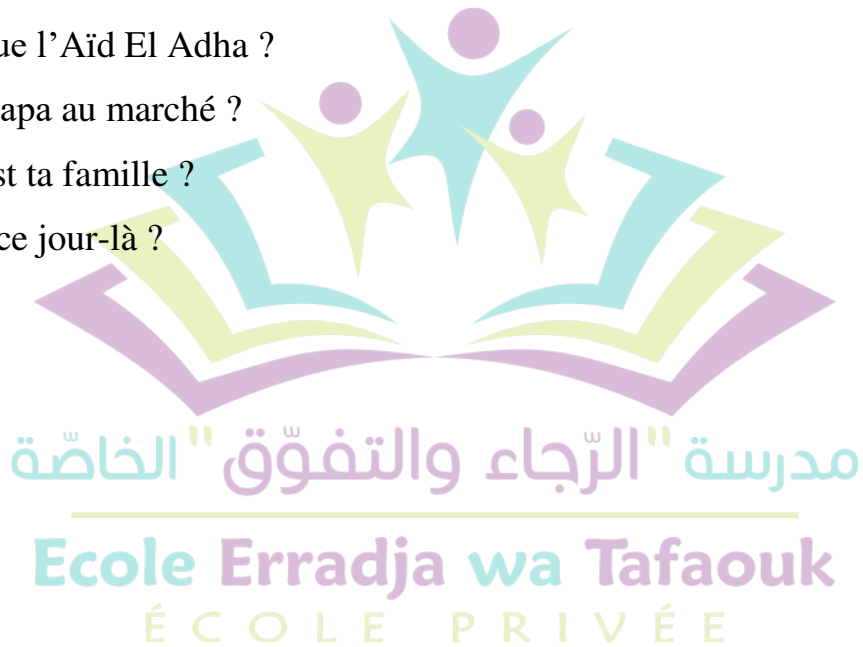 ue l’Aïd El Adha ?
apa au marché ?
st ta famille ?
ce jour-là ?
مدرسة "الرّجاء والتفوّق" الخاصّة
Ecole Erradja wa Tafaouk
ÉCOLE PRIVÉE